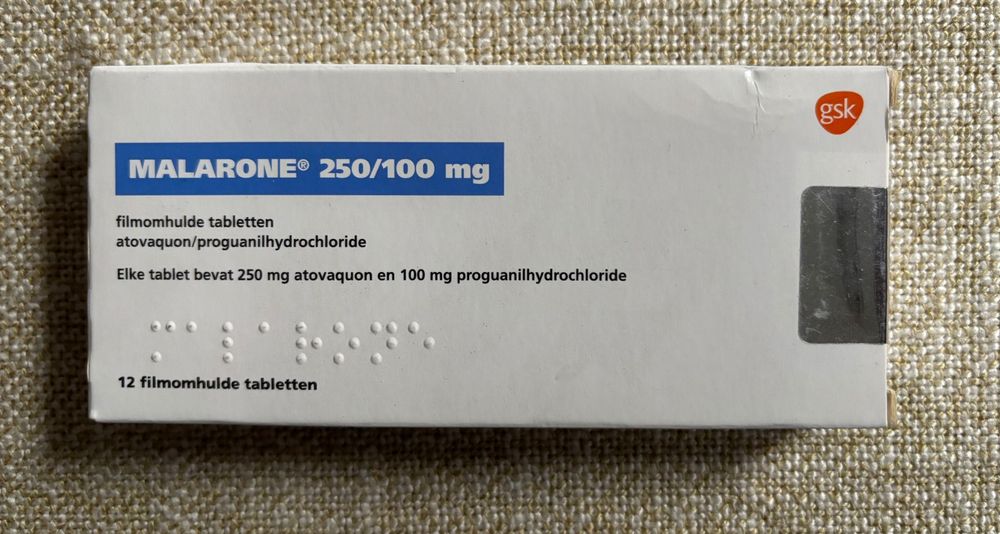 gsk
MALARONE® 250/100 mg
filmomhulde tabletten
atovaquon/proguanilhydrochloride
Elke tablet bevat 250 mg atovaquon en 100 mg proguanilhydrochloride
12 filmomhulde tabletten